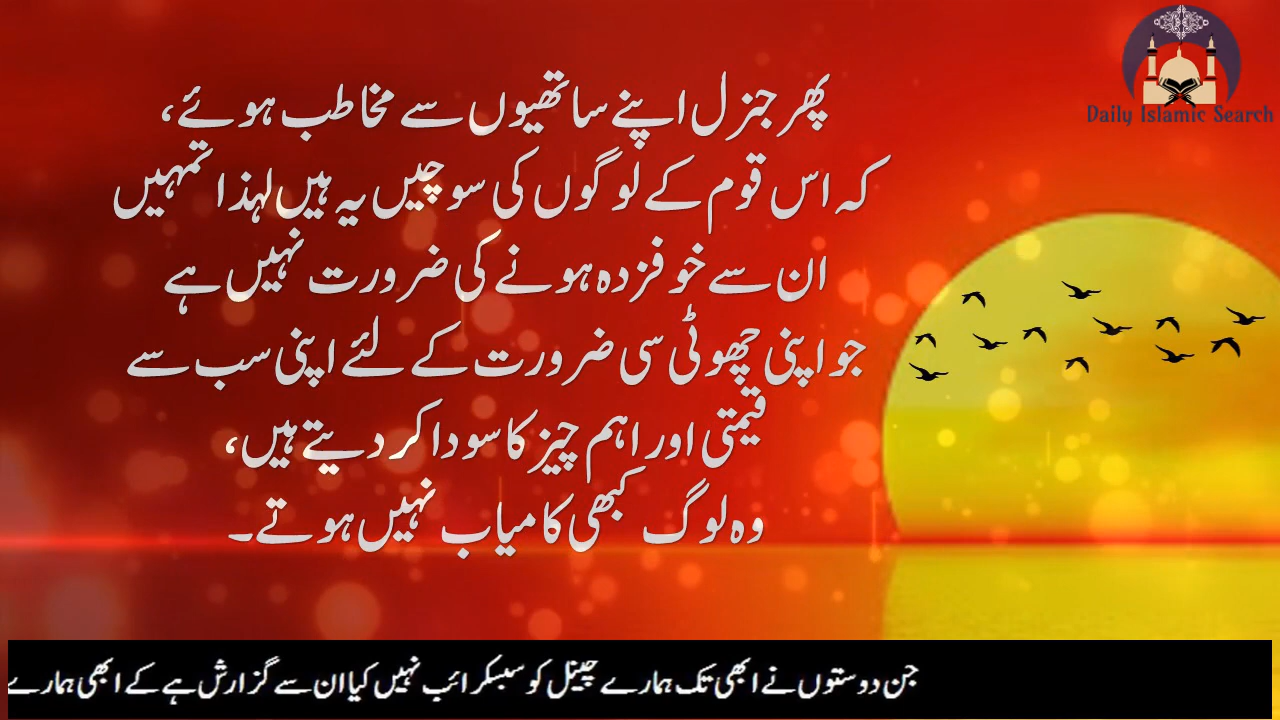 Daily Islamic Search
پھر جنرل اپنے ساتھیوں سے مخاطب ہوئے،
کہ اس قوم کے لوگوں کی سوچیں یہ ہیں لہذا تمہیں
ان سے خوفزدہ ہونے کی ضرورت نہیں ہے
جو اپنی چھوٹی سی ضرورت کے لئے اپنی سب سے
قیمتی اور اہم چیز کا سودا کر دیتے ہیں،
وہ لوگ کبھی کامیاب نہیں ہوتے۔
جن دوستوں نے ابھی تک ہمارے چینل کو سبسکرائب نہیں کیا ان سے گزارش ہے کے ابھی ہمارے